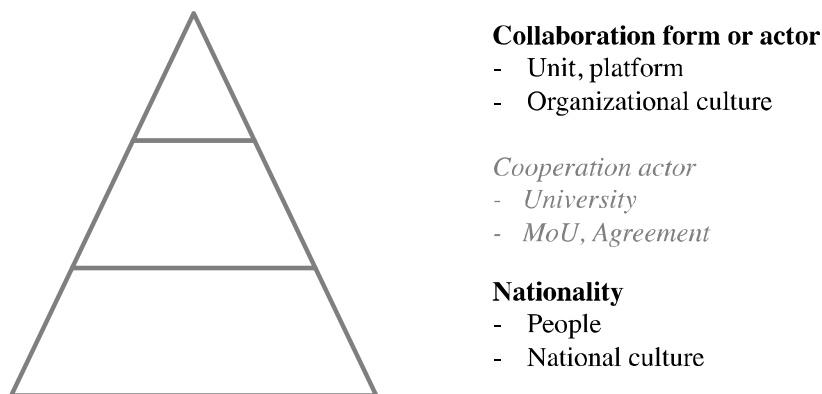 Collaboration form or actor
- Unit, platform
- Organizational culture
Cooperation actor
- University
- MoU, Agreement
Nationality
- People
- National culture